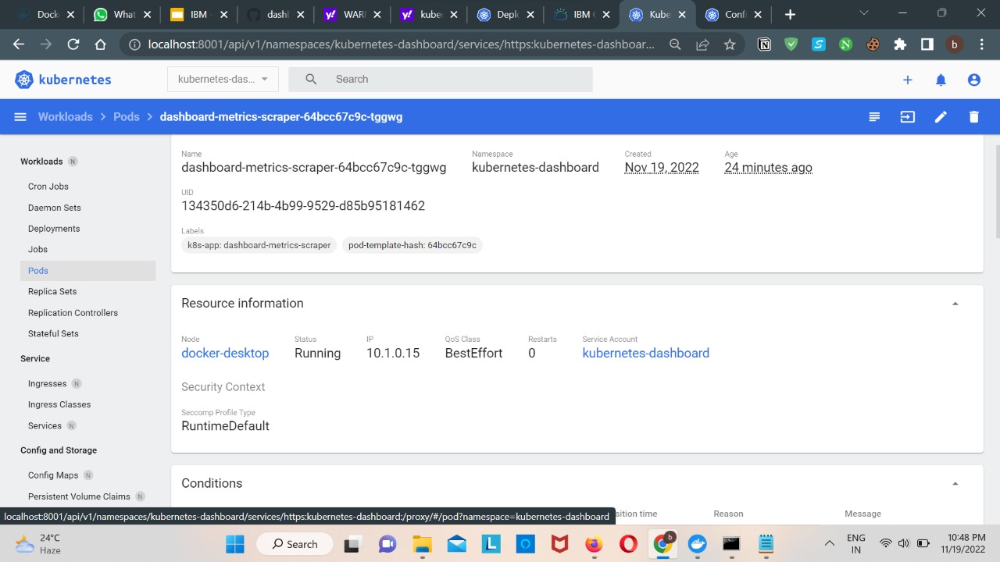 Dock
What
IBM
dashl
WARI
kuber
Deplo
IBM C
Kube
Confi
localhost:8001/api/v1/namespaces/kubernetes-dashboard/services/https:kubernetes-dashboar...
b
kubernetes
kubernetes-das...
Search
Workloads > Pods > dashboard-metrics-scraper-64bcc67c9c-tggwg
Workloads N
Cron Jobs
Daemon Sets
Deployments
Jobs
Pods
Replica Sets
Replication Controllers
Stateful Sets
Service
Ingresses N
Ingress Classes
Services N
Config and Storage
Config Maps N
Persistent Volume Claims N
Name Namespace Created Age
dashboard-metrics-scraper-64bcc67c9c-tggwg kubernetes-dashboard Nov 19, 2022 24 minutes ago
UID
134350d6-214b-4b99-9529-d85b95181462
Labels
k8s-app: dashboard-metrics-scraper pod-template-hash: 64bcc67c9c
Resource information
Node Status IP QoS Class Restarts Service Account
docker-desktop Running 10.1.0.15 BestEffort 0 kubernetes-dashboard
Security Context
Seccomp Profile Type
RuntimeDefault
Conditions
sition time Reason Message
localhost:8001/api/v1/namespaces/kubernetes-dashboard/services/https:kubernetes-dashboard:/proxy/#/pod?namespace=kubernetes-dashboard
24°C
Haze
Search
ENG
IN
10:48 PM
11/19/2022